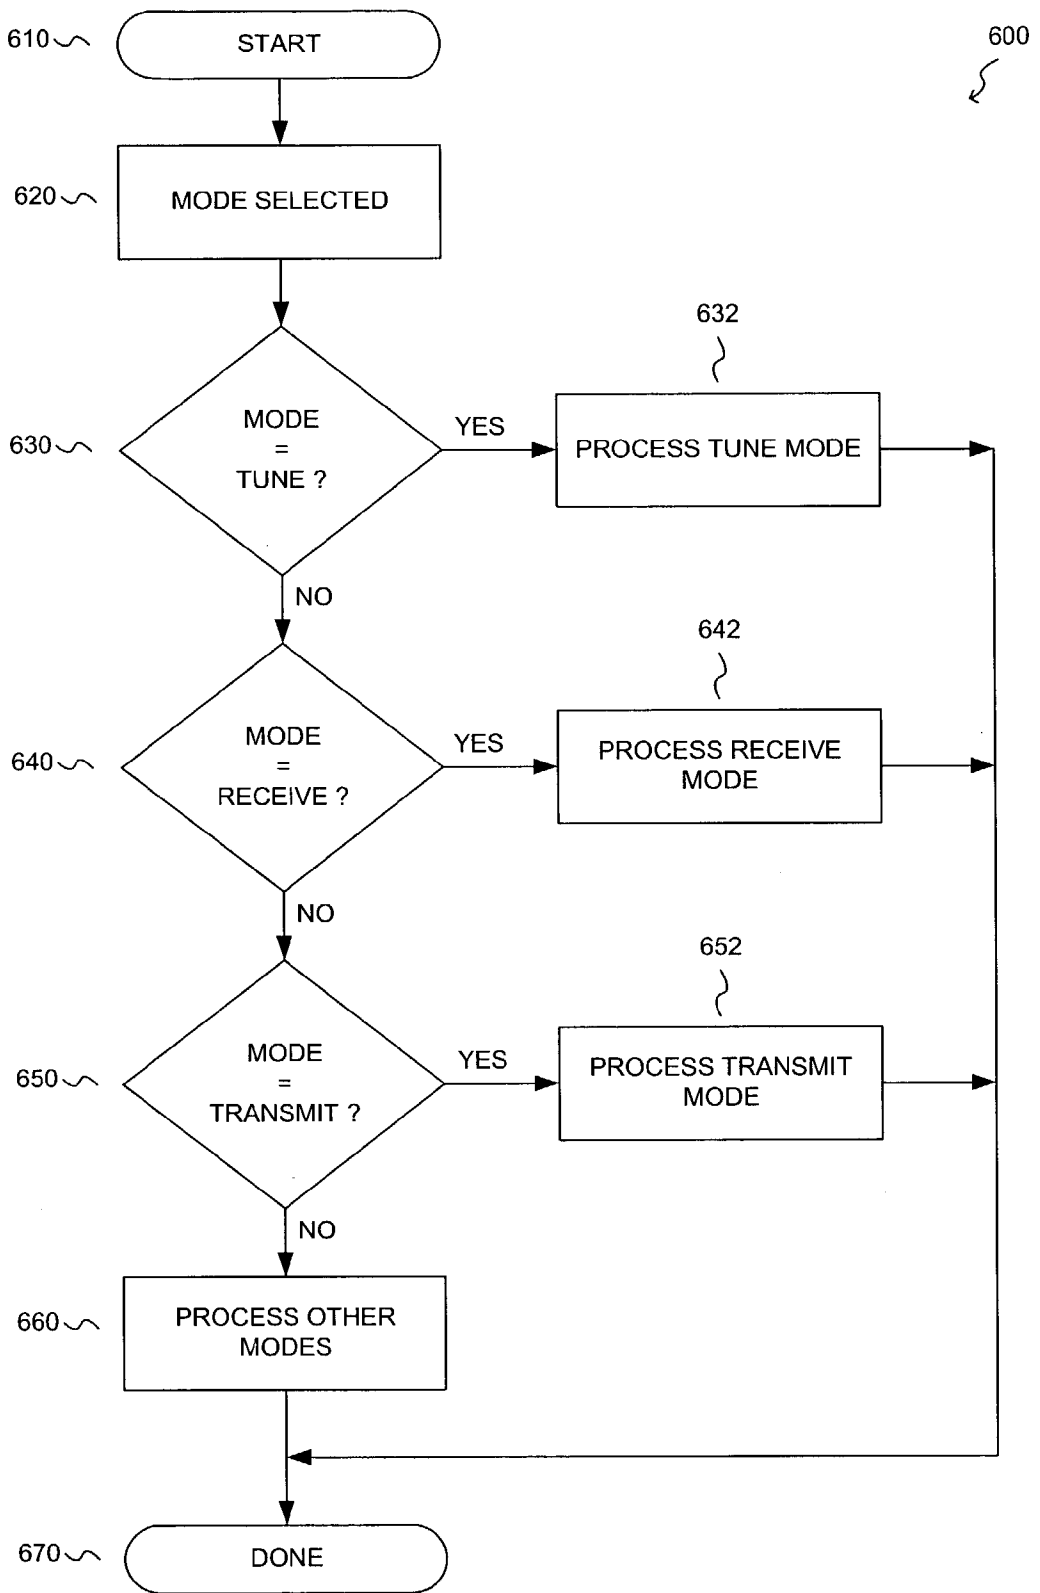 610
START
600
620
MODE SELECTED
632
630
MODE
=
TUNE ?
YES
PROCESS TUNE MODE
NO
642
640
MODE
=
RECEIVE ?
YES
PROCESS RECEIVE
MODE
NO
652
650
MODE
=
TRANSMIT ?
YES
PROCESS TRANSMIT
MODE
NO
660
PROCESS OTHER
MODES
670
DONE